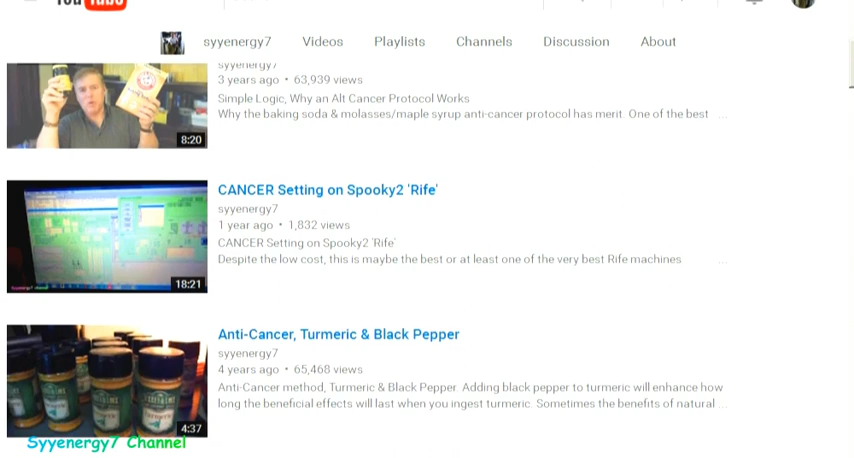 YouTube
syyenergy7 Videos Playlists Channels Discussion About
syyenergy7
3 years ago • 63,939 views
Simple Logic, Why an Alt Cancer Protocol Works
Why the baking soda & molasses/maple syrup anti-cancer protocol has merit. One of the best ...
8:20
CANCER Setting on Spooky2 'Rife'
syyenergy7
1 year ago • 1,832 views
CANCER Setting on Spooky2 'Rife'
Despite the low cost, this is maybe the best or at least one of the very best Rife machines ...
18:21
Anti-Cancer, Turmeric & Black Pepper
syyenergy7
4 years ago • 65,468 views
Anti-Cancer method, Turmeric & Black Pepper. Adding black pepper to turmeric will enhance how
long the beneficial effects will last when you ingest turmeric. Sometimes the benefits of natural ...
4:37
Syyenergy7 Channel